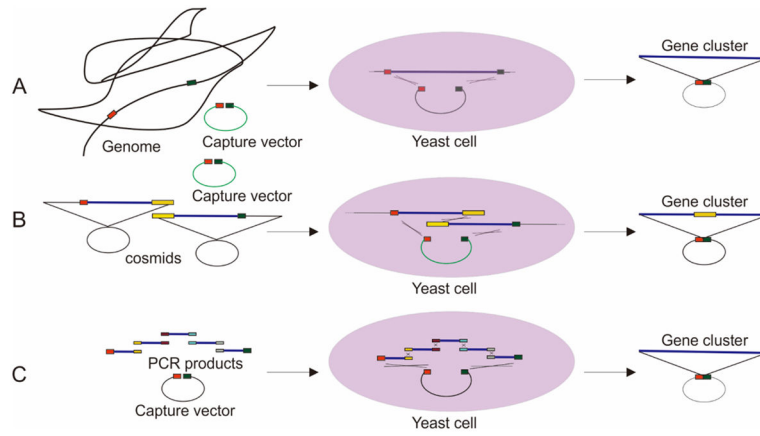 A
Genome
Capture vector
Yeast cell
Gene cluster
B
Capture vector
cosmids
Yeast cell
Gene cluster
C
PCR products
Capture vector
Yeast cell
Gene cluster